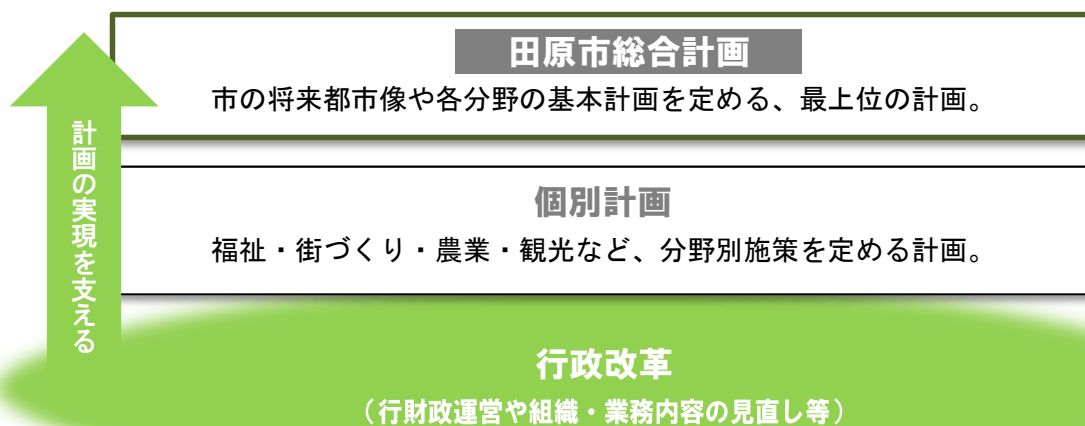 田原市総合計画
市の将来都市像や各分野の基本計画を定める、最上位の計画。
計画の実現を支える
個別計画
福祉・街づくり・農業・観光など、分野別施策を定める計画。
行政改革
（行財政運営や組織・業務内容の見直し等）